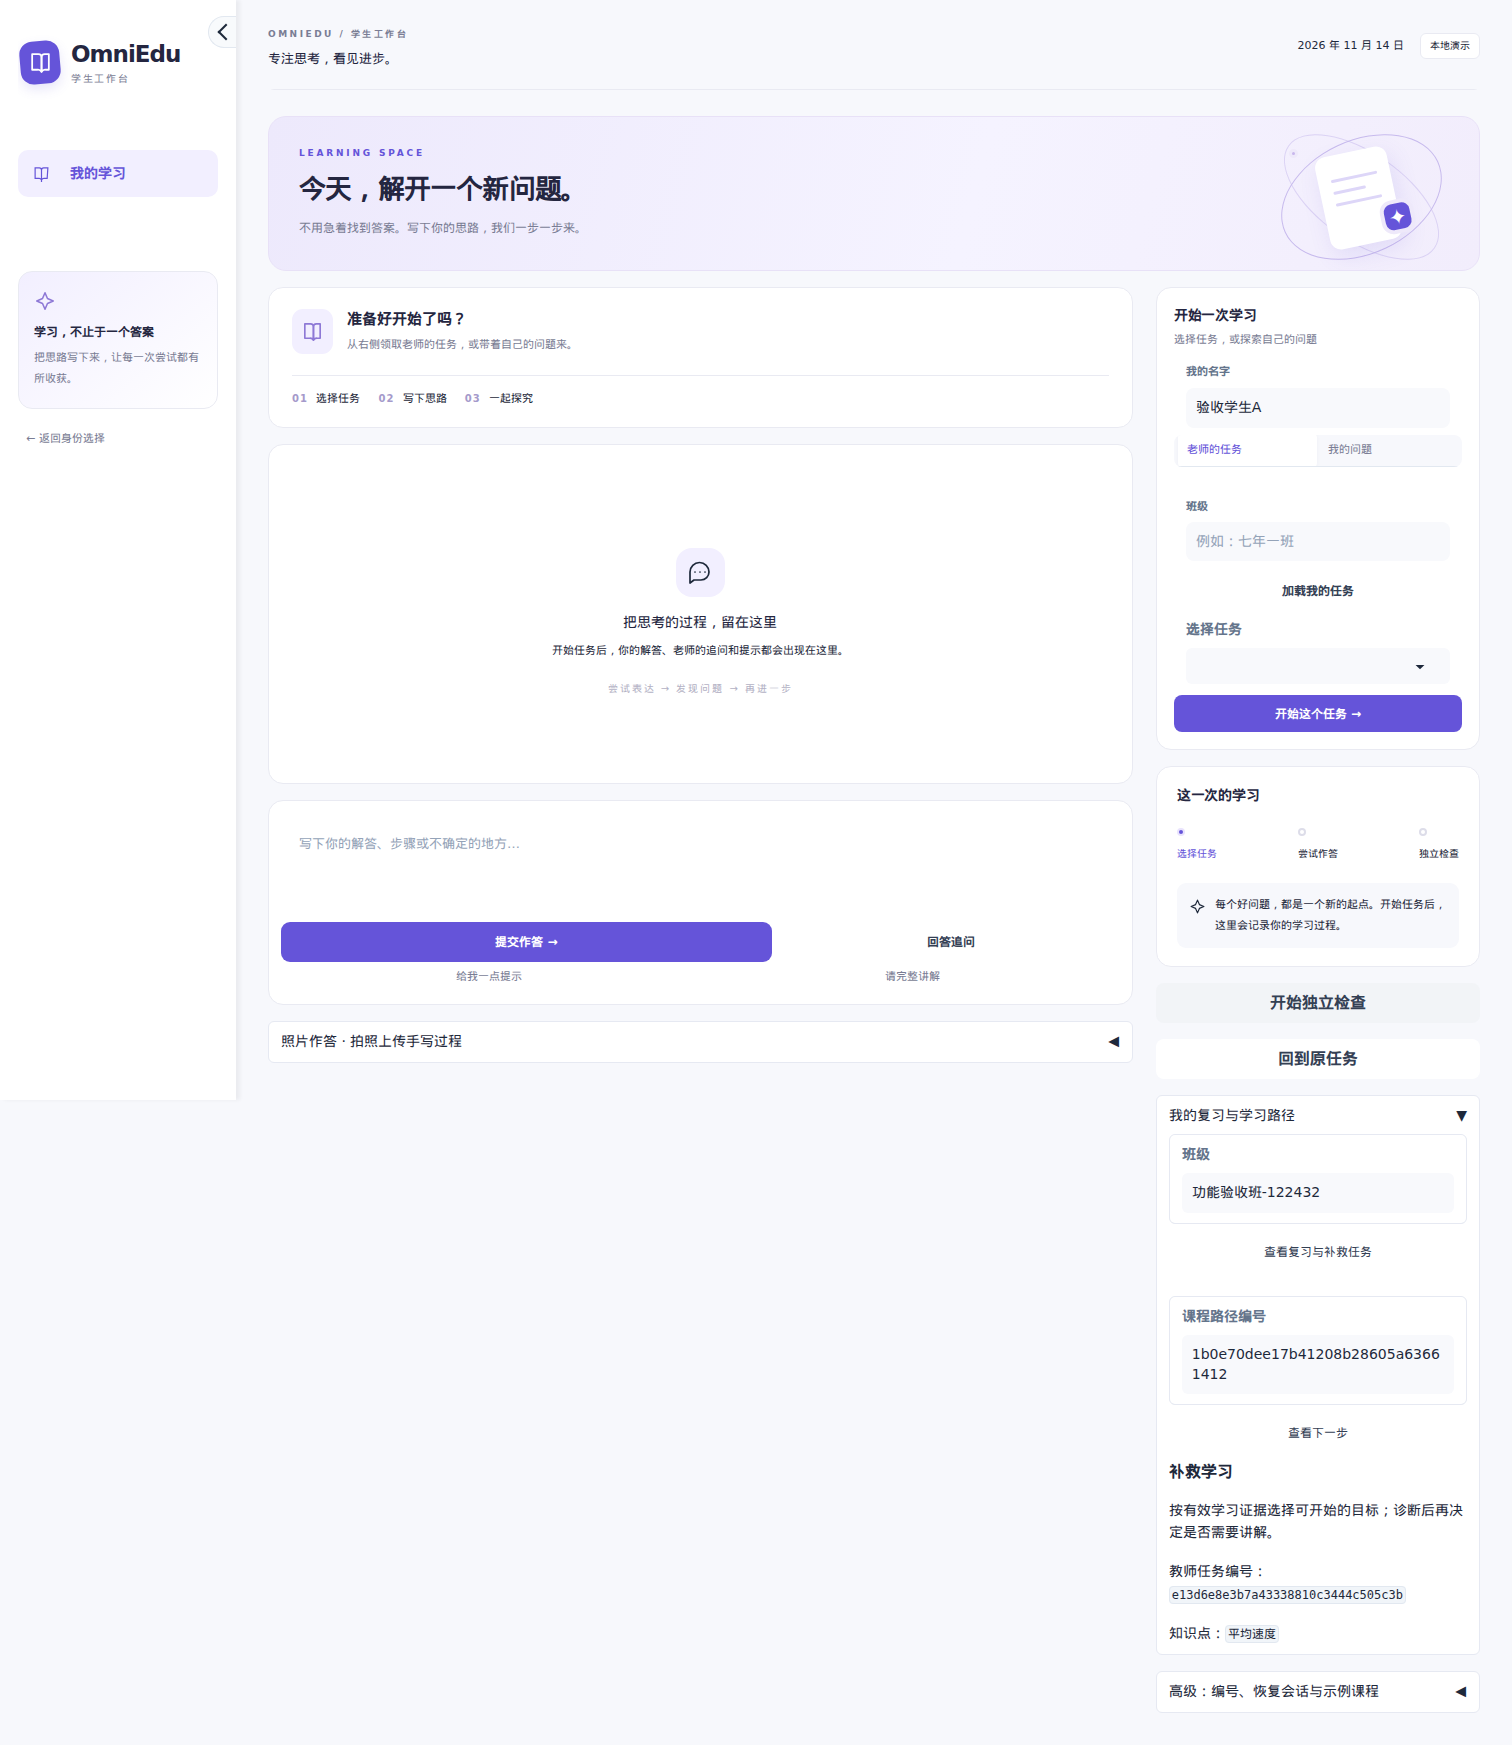 OmniEdu
学生工作台
我的学习
学习，不止于一个答案
把思路写下来，让每一次尝试都有
所收获。
← 返回身份选择
OMNIEDU / 学生工作台
专注思考，看见进步。
2026 年 11 月 14 日
本地演示
LEARNING SPACE
今天，解开一个新问题。
不用急着找到答案。写下你的思路，我们一步一步来。
准备好开始了吗？
从右侧领取老师的任务，或带着自己的问题来。
01 选择任务 02 写下思路 03 一起探究
把思考的过程，留在这里
开始任务后，你的解答、老师的追问和提示都会出现在这里。
尝试表达 → 发现问题 → 再进一步
写下你的解答、步骤或不确定的地方...
提交作答 →
回答追问
给我一点提示
请完整讲解
照片作答 · 拍照上传手写过程
开始一次学习
选择任务，或探索自己的问题
我的名字
验收学生A
老师的任务
我的问题
班级
例如：七年一班
加载我的任务
选择任务
开始这个任务 →
这一次的学习
选择任务
尝试作答
独立检查
每个好问题，都是一个新的起点。开始任务后，
这里会记录你的学习过程。
开始独立检查
回到原任务
我的复习与学习路径
班级
功能验收班-122432
查看复习与补救任务
课程路径编号
1b0e70dee17b41208b28605a6366
1412
查看下一步
补救学习
按有效学习证据选择可开始的目标；诊断后再决
定是否需要讲解。
教师任务编号：
e13d6e8e3b7a43338810c3444c505c3b
知识点：平均速度
高级：编号、恢复会话与示例课程